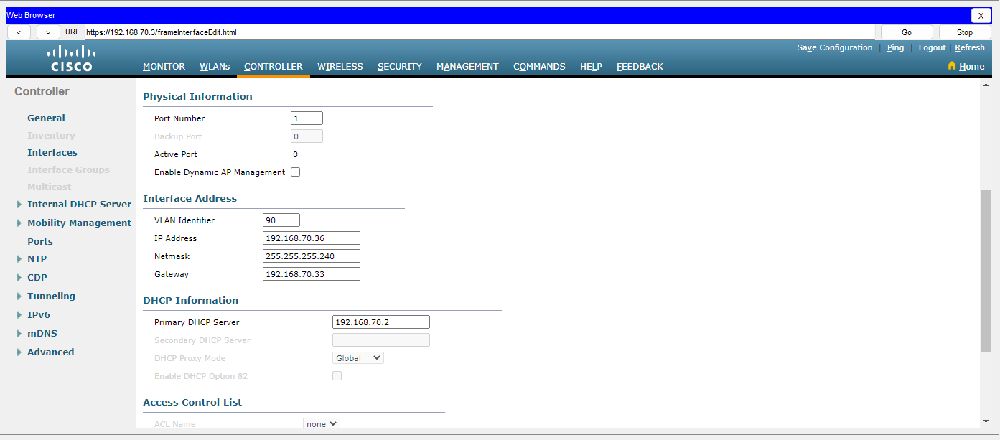 Web Browser
X
<
>
URL
https://192.168.70.3/frameInterfaceEdit.html
Go
Stop
Save Configuration | Ping | Logout | Refresh
CISCO
MONITOR WLANs CONTROLLER WIRELESS SECURITY MANAGEMENT COMMANDS HELP FEEDBACK
Home
Controller
General
Inventory
Interfaces
Interface Groups
Multicast
Internal DHCP Server
Mobility Management
Ports
NTP
CDP
Tunneling
IPv6
mDNS
Advanced
Physical Information
Port Number 1
Backup Port 0
Active Port 0
Enable Dynamic AP Management
Interface Address
VLAN Identifier 90
IP Address 192.168.70.36
Netmask 255.255.255.240
Gateway 192.168.70.33
DHCP Information
Primary DHCP Server 192.168.70.2
Secondary DHCP Server
DHCP Proxy Mode Global
Enable DHCP Option 82
Access Control List
ACL Name none